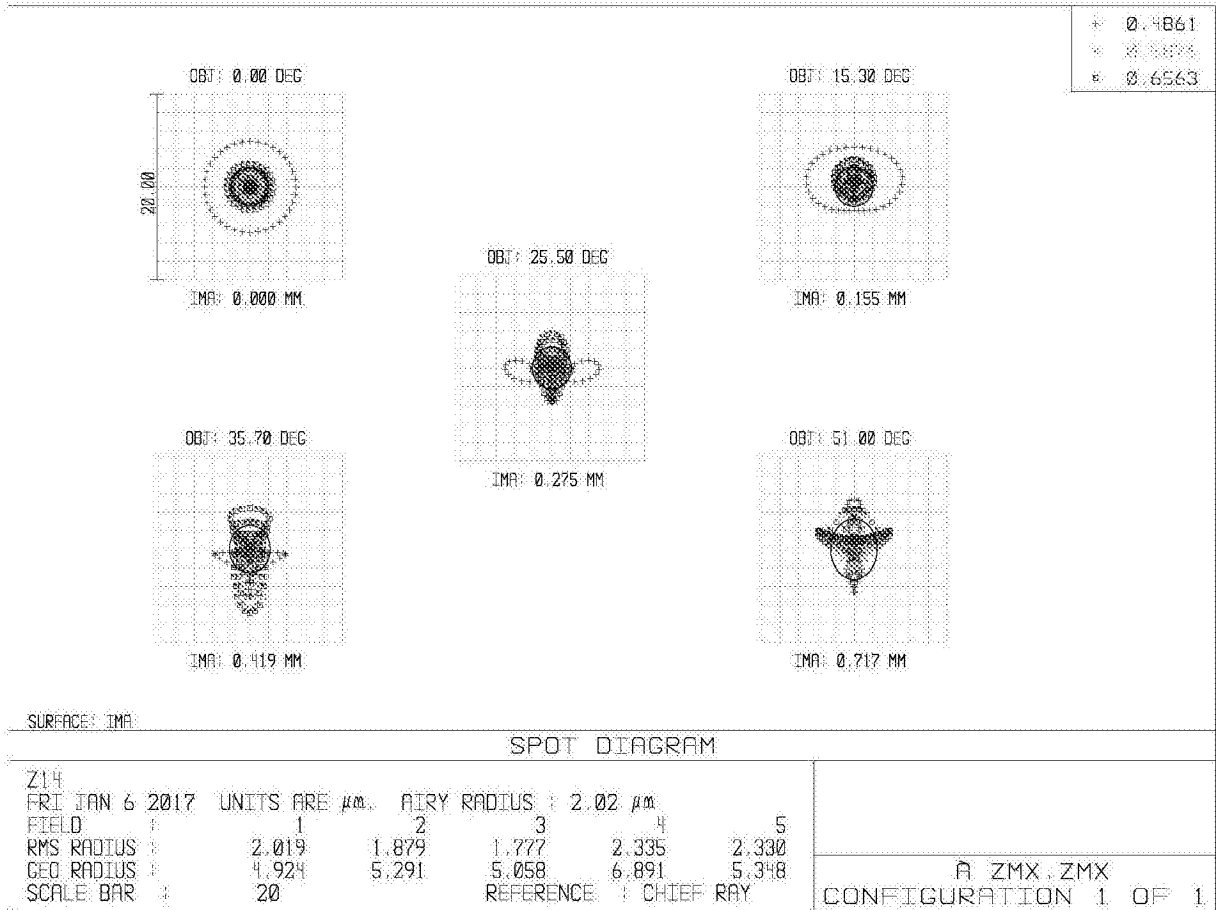 + 0.4861
× 0.5875
¤ 0.6563
OBJ: 0.00 DEG
OBJ: 15.30 DEG
20.00
IMA: 0.000 MM
IMA: 0.155 MM
OBJ: 25.50 DEG
IMA: 0.275 MM
OBJ: 35.70 DEG
OBJ: 51.00 DEG
IMA: 0.419 MM
IMA: 0.717 MM
SURFACE: IMA
SPOT DIAGRAM
Z14
FRI JAN 6 2017 UNITS ARE µm. AIRY RADIUS : 2.02 µm
FIELD : 1 2 3 4 5
RMS RADIUS : 2.019 1.879 1.777 2.335 2.330
GEO RADIUS : 4.924 5.291 5.058 6.891 5.348
SCALE BAR : 20 REFERENCE : CHIEF RAY
A ZMX.ZMX
CONFIGURATION 1 OF 1